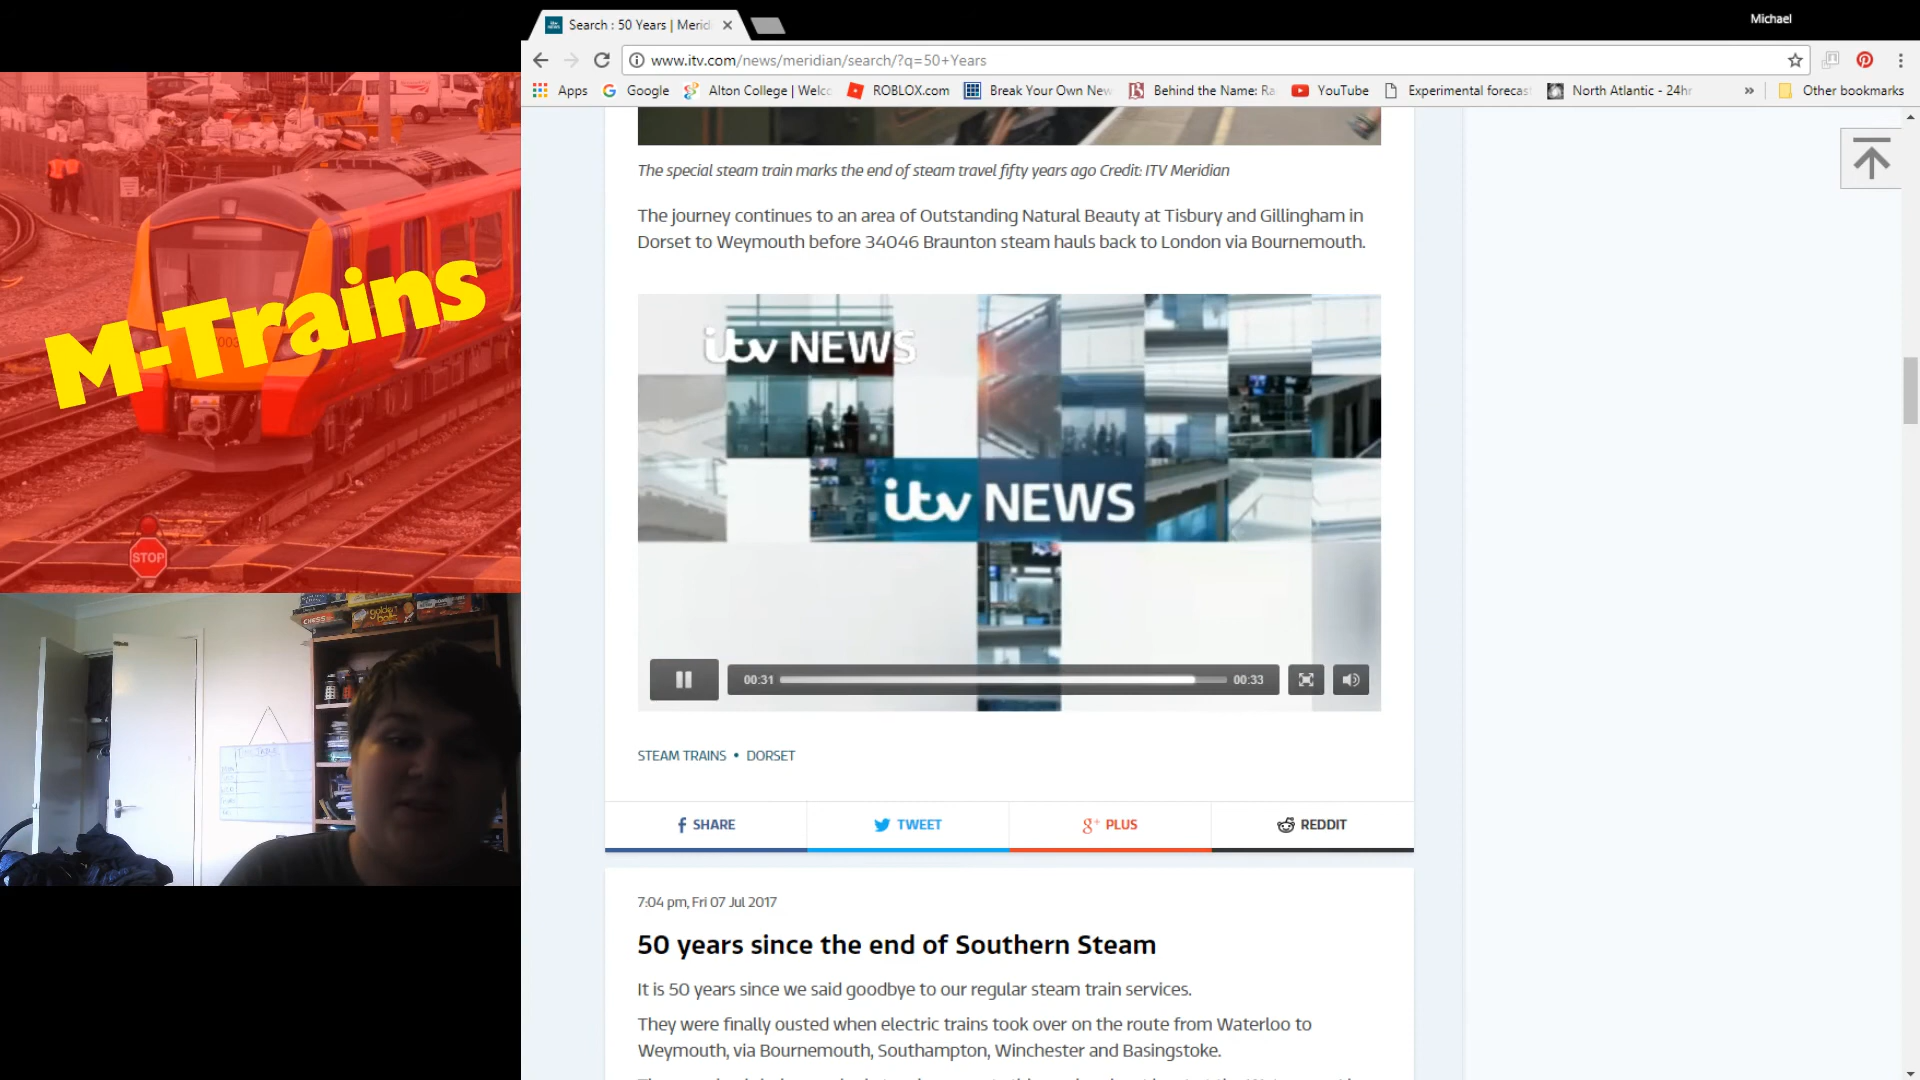 Search : 50 Years | Merid
Michael
www.itv.com/news/meridian/search/?q=50+Years
Apps
Google
Alton College | Welc
ROBLOX.com
Break Your Own New
Behind the Name: Ra
YouTube
Experimental forecas
North Atlantic - 24hr
»
Other bookmarks
The special steam train marks the end of steam travel fifty years ago Credit: ITV Meridian
The journey continues to an area of Outstanding Natural Beauty at Tisbury and Gillingham in
Dorset to Weymouth before 34046 Braunton steam hauls back to London via Bournemouth.
M-Trains
STOP
itv NEWS
itv NEWS
00:31
00:33
STEAM TRAINS • DORSET
SHARE
TWEET
g+ PLUS
REDDIT
7:04 pm, Fri 07 Jul 2017
50 years since the end of Southern Steam
It is 50 years since we said goodbye to our regular steam train services.
They were finally ousted when electric trains took over on the route from Waterloo to
Weymouth, via Bournemouth, Southampton, Winchester and Basingstoke.
CHESS
golden
balls